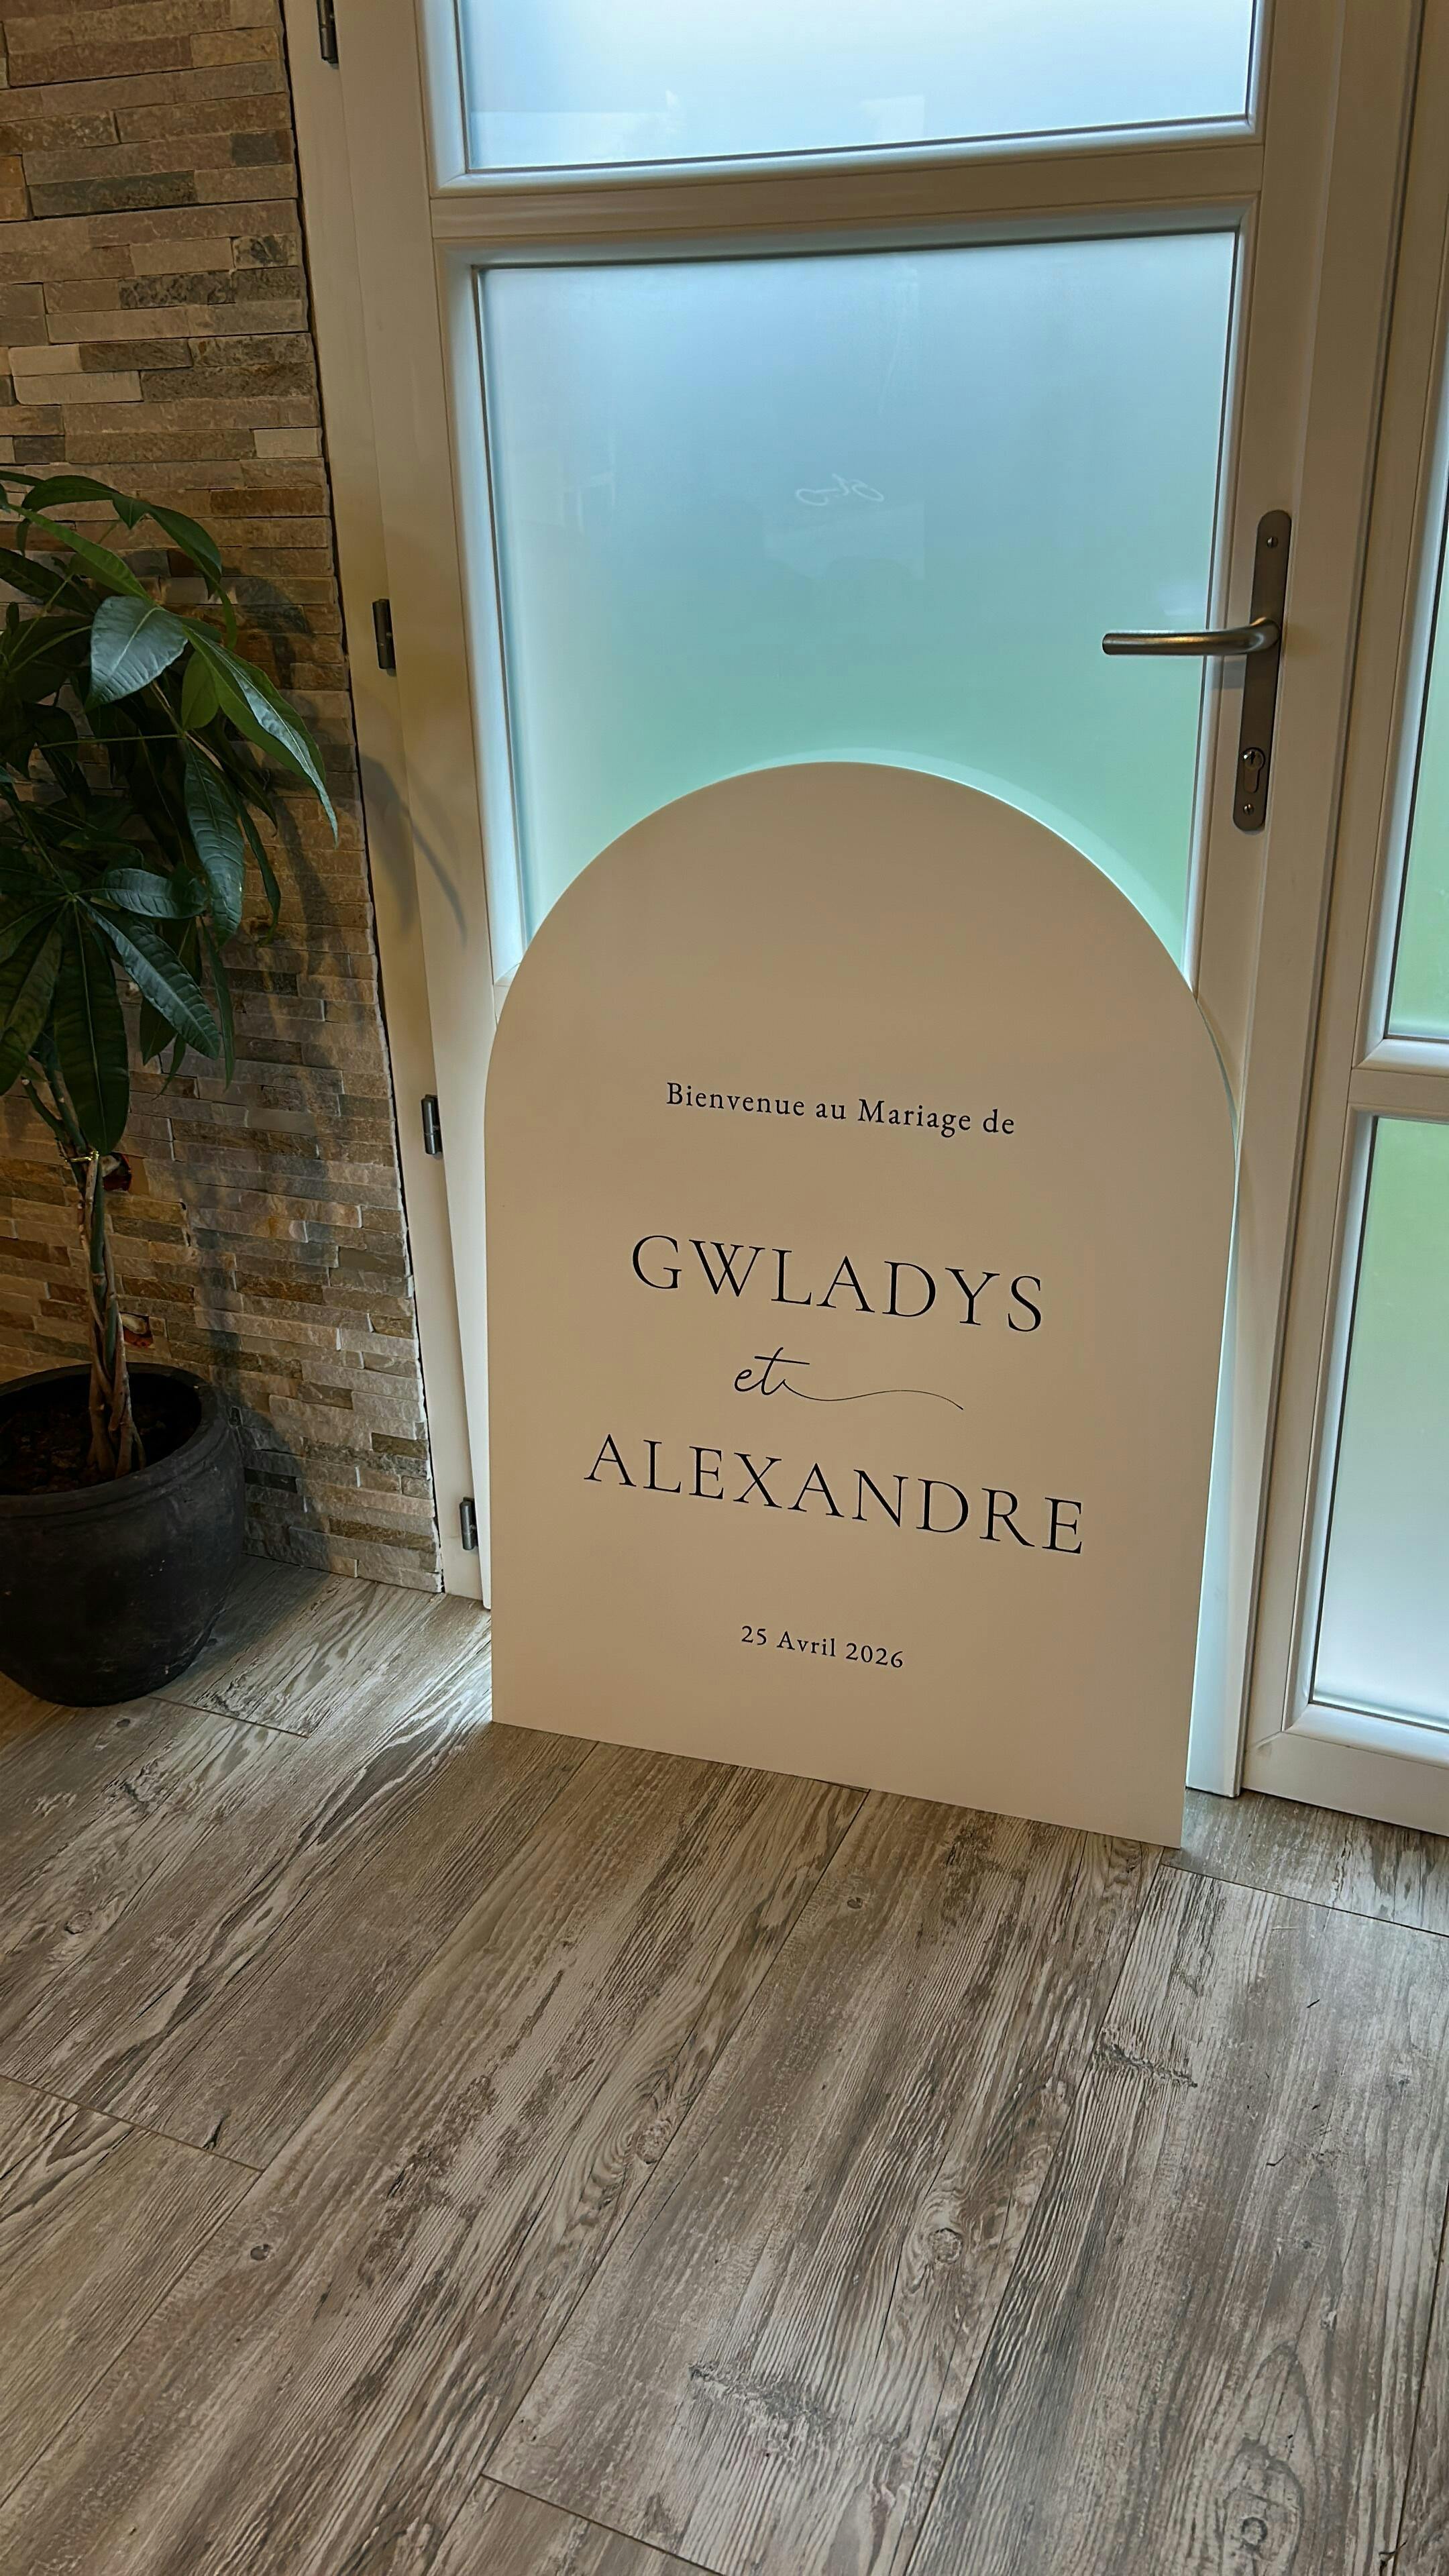 Bienvenue au Mariage de
GWLADYS
et
ALEXANDRE
25 Avril 2026